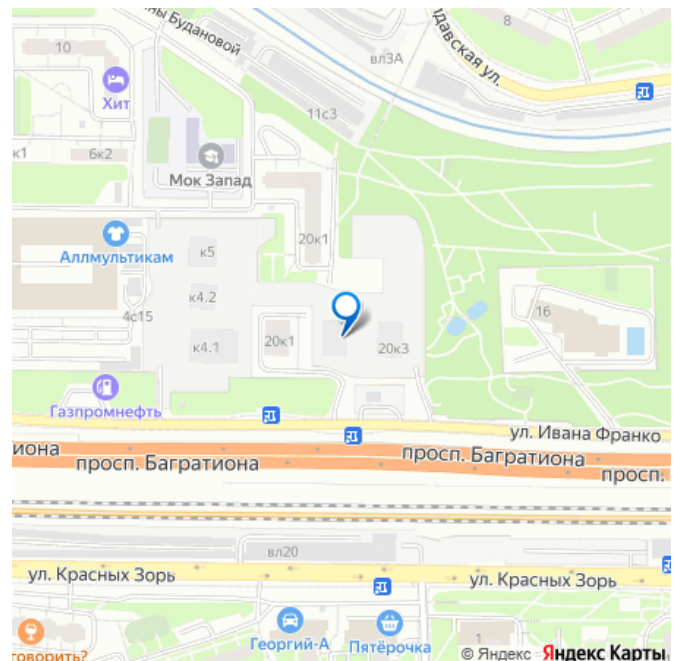 ны Будановой
давская ул.
8
10
вл3А
Хит
11с3
к1
6к2
Мок Запад
20к1
Аллмультикам
к5
к4.2
4с15
16
к4.1
20к1
20к3
Газпромнефть
ул. Ивана Франко
иона
просп. Багратиона
просп. Багратиона
просп.
вл20
ул. Красных Зорь
ул. Красных Зорь
Георгий-А
Пятёрочка
1
говорить?
© Яндекс Яндекс Карты